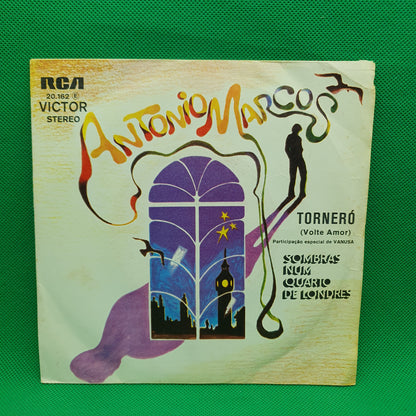 RCA
20.162 E
VICTOR
STEREO
ANTONIO MARCOS
TORNERÓ
(Volte Amor)
Participação especial de VANUSA
SOMBRAS
NUM
QUARTO
DE LONDRES